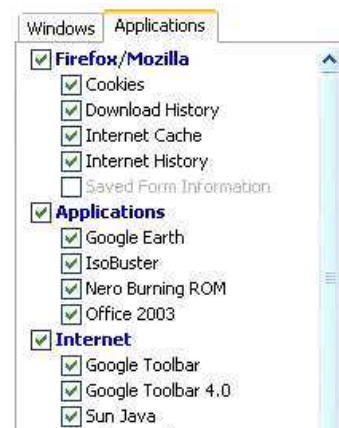 Windows Applications
Firefox/Mozilla
Cookies
Download History
Internet Cache
Internet History
Saved Form Information
Applications
Google Earth
IsoBuster
Nero Burning ROM
Office 2003
Internet
Google Toolbar
Google Toolbar 4.0
Sun Java